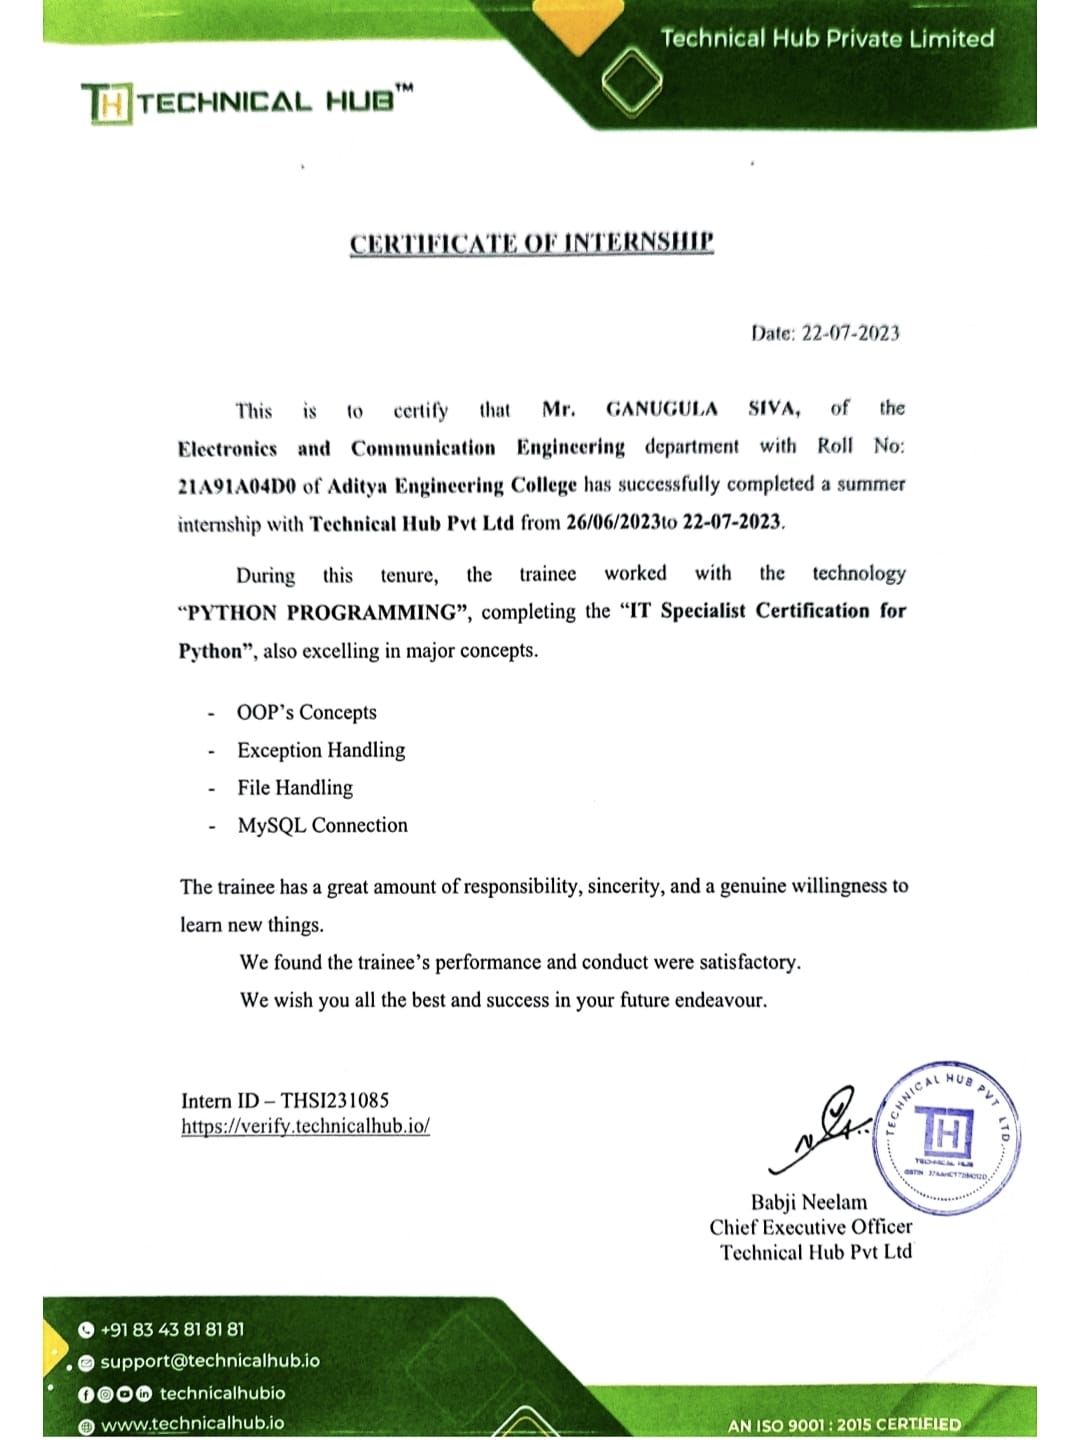 Technical Hub Private Limited
TH TECHNICAL HUB™
CERTIFICATE OF INTERNSHIP
Date: 22-07-2023
This is to certify that Mr. GANUGULA SIVA, of the
Electronics and Communication Engineering department with Roll No:
21A91A04D0 of Aditya Engineering College has successfully completed a summer
internship with Technical Hub Pvt Ltd from 26/06/2023to 22-07-2023.
During this tenure, the trainee worked with the technology
“PYTHON PROGRAMMING”, completing the “IT Specialist Certification for
Python”, also excelling in major concepts.
- OOP’s Concepts
- Exception Handling
- File Handling
- MySQL Connection
The trainee has a great amount of responsibility, sincerity, and a genuine willingness to
learn new things.
We found the trainee’s performance and conduct were satisfactory.
We wish you all the best and success in your future endeavour.
Intern ID – THSI231085
https://verify.technicalhub.io/
TECHNICAL HUB PVT LTD.
TH
TECHNICAL HUB
GSTIN
Babji Neelam
Chief Executive Officer
Technical Hub Pvt Ltd
+91 83 43 81 81 81
support@technicalhub.io
technicalhubio
www.technicalhub.io
AN ISO 9001 : 2015 CERTIFIED